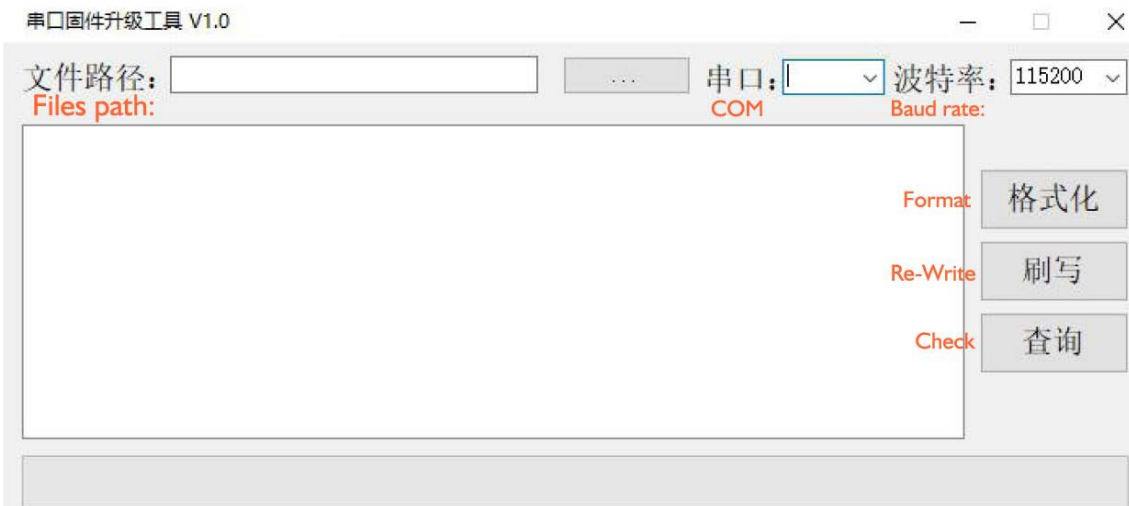 串口固件升级工具 V1.0
文件路径： ... 串口： 波特率： 115200
Files path: COM Baud rate:
Format 格式化
Re-Write 刷写
Check 查询